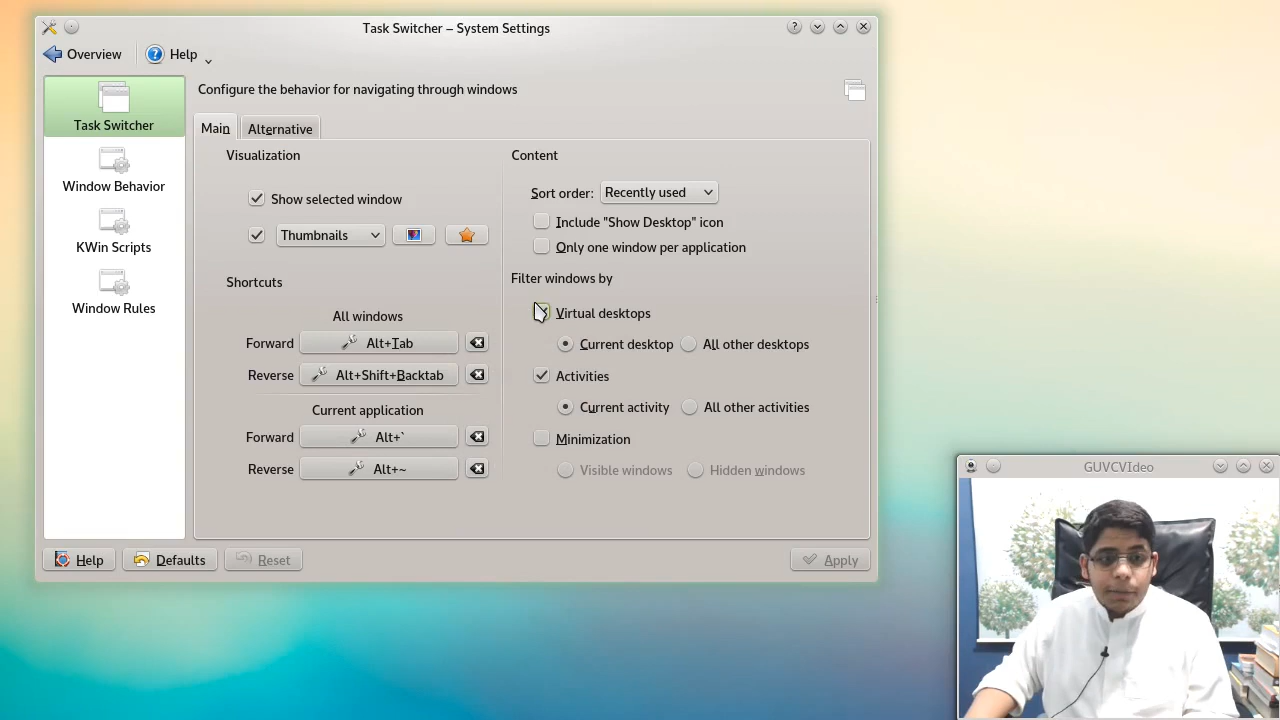 Task Switcher – System Settings
?
Overview
Help
Task Switcher
Window Behavior
KWin Scripts
Window Rules
Configure the behavior for navigating through windows
Main
Alternative
Visualization
Show selected window
Thumbnails
Shortcuts
All windows
Forward
Alt+Tab
Reverse
Alt+Shift+Backtab
Current application
Forward
Alt+`
Reverse
Alt+~
Content
Sort order:
Recently used
Include "Show Desktop" icon
Only one window per application
Filter windows by
Virtual desktops
Current desktop
All other desktops
Activities
Current activity
All other activities
Minimization
Visible windows
Hidden windows
Help
Defaults
Reset
Apply
GUVCVIdeo